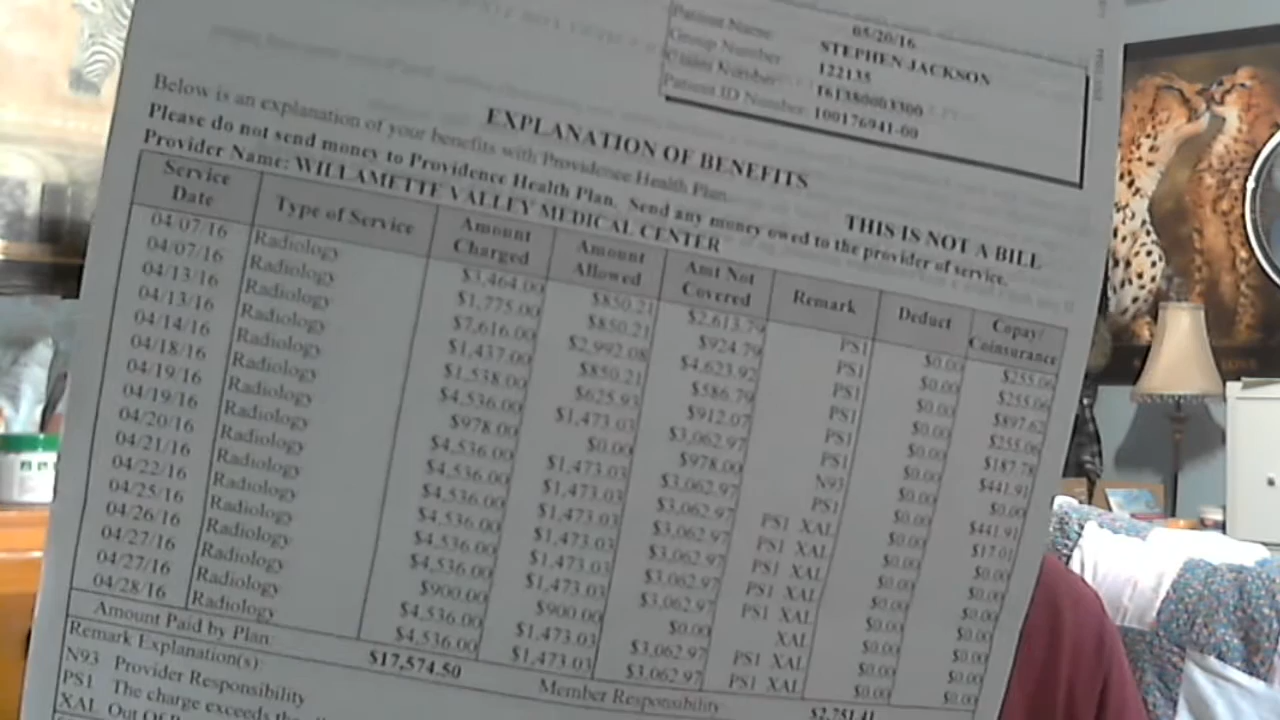 Patient Name: 05/20/16
Group Number STEPHEN JACKSON
Claim Number 122135
Patient ID Number: 100176941-00
EXPLANATION OF BENEFITS
Below is an explanation of your benefits with Providence Health Plan.
THIS IS NOT A BILL
Please do not send money to Providence Health Plan. Send any money owed to the provider of service.
Provider Name: WILLAMETTE VALLEY MEDICAL CENTER
Service Date Type of Service Amount Charged Amount Allowed Amt Not Covered Remark Deduct Copay/ Coinsurance
04/07/16 Radiology $3,464.00 $850.21 $2,613.79 PS1 $0.00 $255.06
04/07/16 Radiology $1,775.00 $850.21 $924.79 PS1 $0.00 $255.06
04/13/16 Radiology $7,616.00 $2,992.08 $4,623.92 PS1 $0.00 $897.62
04/13/16 Radiology $1,437.00 $850.21 $586.79 PS1 $0.00 $255.06
04/14/16 Radiology $1,538.00 $625.93 $912.07 PS1 $0.00 $187.78
04/18/16 Radiology $4,536.00 $1,473.03 $3,062.97 PS1 $0.00 $441.91
04/19/16 Radiology $978.00 $0.00 $978.00 N93 $0.00 $0.00
04/19/16 Radiology $4,536.00 $1,473.03 $3,062.97 PS1 $0.00 $441.91
04/20/16 Radiology $4,536.00 $1,473.03 $3,062.97 PS1 XAL $0.00 $17.01
04/21/16 Radiology $4,536.00 $1,473.03 $3,062.97 PS1 XAL $0.00 $0.00
04/22/16 Radiology $4,536.00 $1,473.03 $3,062.97 PS1 XAL $0.00 $0.00
04/25/16 Radiology $4,536.00 $1,473.03 $3,062.97 PS1 XAL $0.00 $0.00
04/26/16 Radiology $900.00 $900.00 $0.00 XAL $0.00 $0.00
04/27/16 Radiology $4,536.00 $1,473.03 $3,062.97 PS1 XAL $0.00 $0.00
04/28/16 Radiology $4,536.00 $1,473.03 $3,062.97 PS1 XAL $0.00 $0.00
Amount Paid by Plan: $17,574.50 Member Responsibility $2,751.41
Remark Explanation(s):
N93 Provider Responsibility
PS1 The charge exceeds the
XAL Out Of